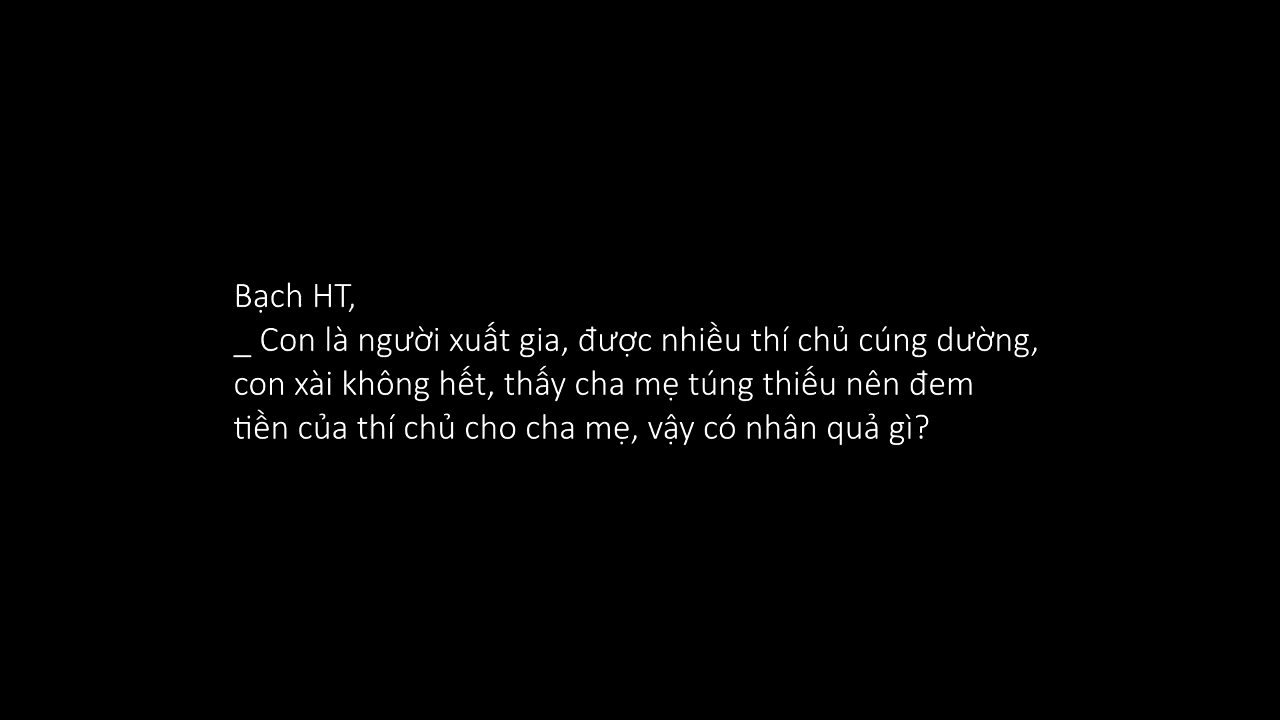 Bạch HT,
_ Con là người xuất gia, được nhiều thí chủ cúng dường,
con xài không hết, thấy cha mẹ túng thiếu nên đem
tiền của thí chủ cho cha mẹ, vậy có nhân quả gì?